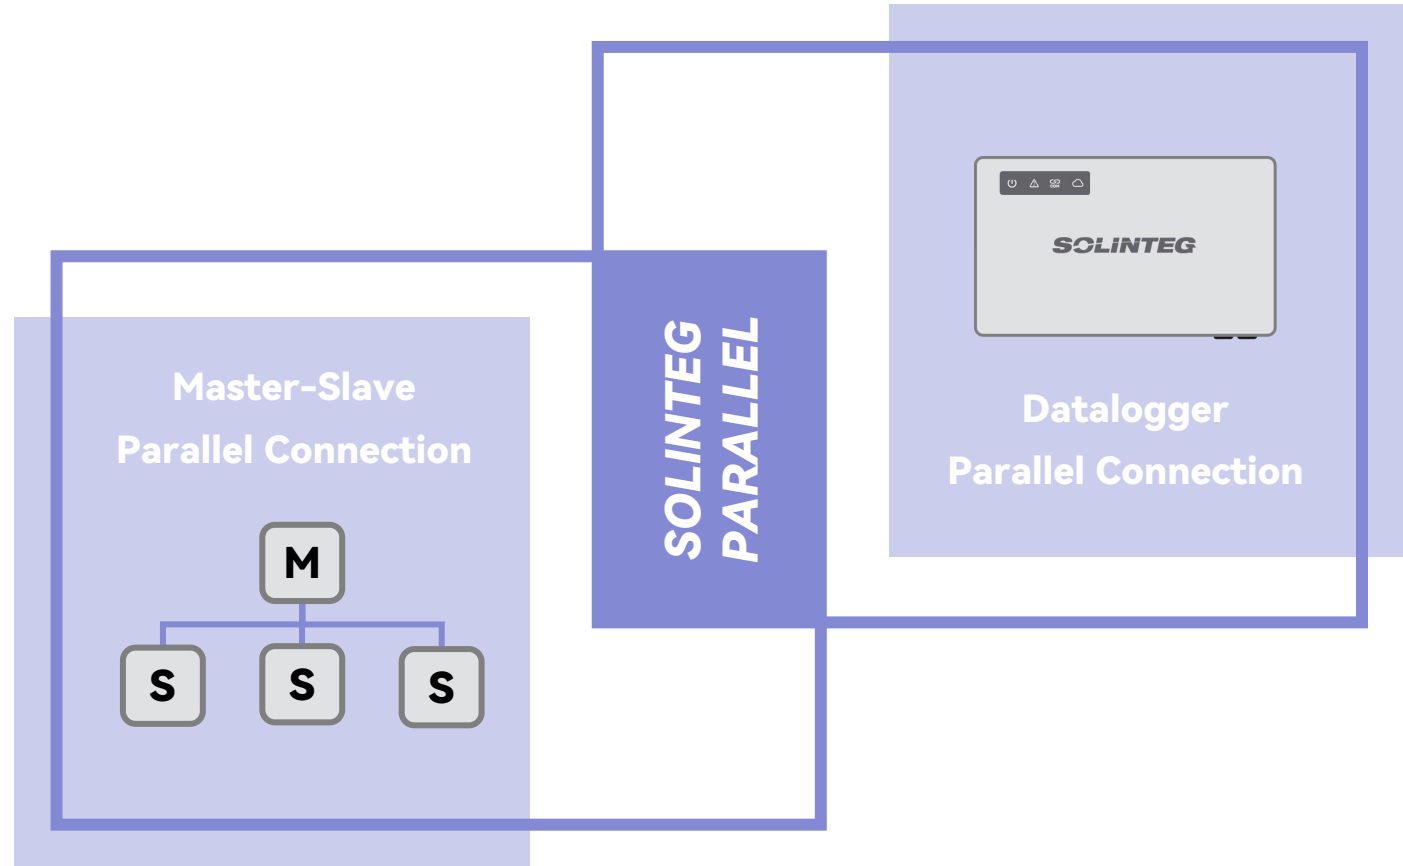 SOLINTEG
Master-Slave
Parallel Connection
M
S
S
S
SOLINTEG
PARALLEL
Datalogger
Parallel Connection